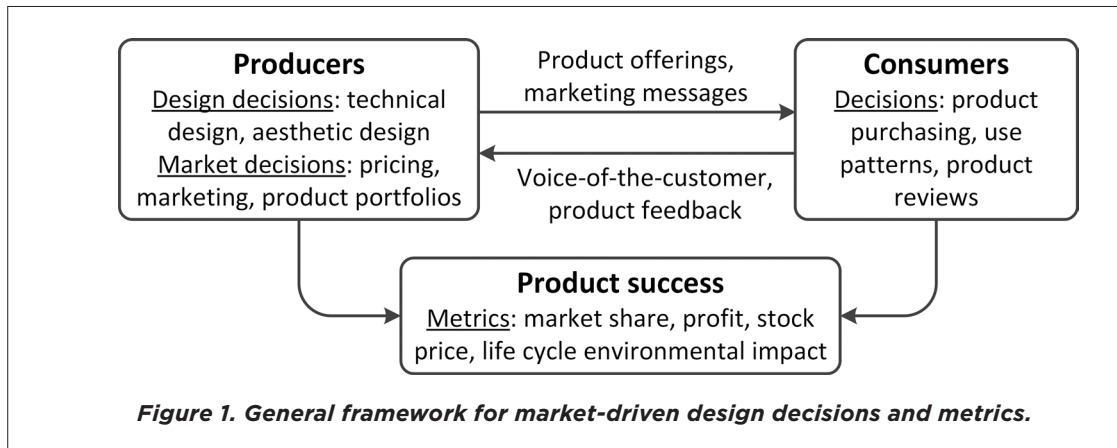 Producers
Design decisions: technical
design, aesthetic design
Market decisions: pricing,
marketing, product portfolios
Product offerings,
marketing messages
Voice-of-the-customer,
product feedback
Consumers
Decisions: product
purchasing, use
patterns, product
reviews
Product success
Metrics: market share, profit, stock
price, life cycle environmental impact
Figure 1. General framework for market-driven design decisions and metrics.